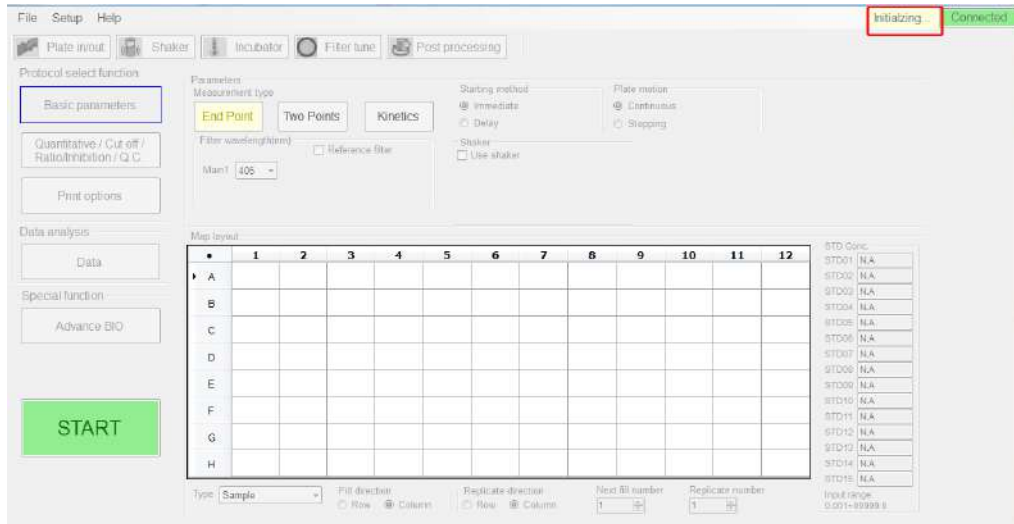 File Setup Help Initialzing... Connected
Plate in/out Shaker Incubator Filter tune Post processing
Protocol select function
Basic parameters
Quantitative / Cut off /
Ratio/Inhibition / Q.C.
Print options
Data analysis
Data
Special function
Advance BIO
START
Parameters
Measurement type
End Point Two Points Kinetics
Filter wavelength(nm)
Reference filter
Main1 405
Starting method
Immediate
Delay
Shaker
Use shaker
Plate motion
Continuous
Stepping
Map layout
1 2 3 4 5 6 7 8 9 10 11 12
A
B
C
D
E
F
G
H
STD Conc.
STD01 N.A
STD02 N.A
STD03 N.A
STD04 N.A
STD05 N.A
STD06 N.A
STD07 N.A
STD08 N.A
STD09 N.A
STD10 N.A
STD11 N.A
STD12 N.A
STD13 N.A
STD14 N.A
STD15 N.A
Input range:
Type Sample
Fill direction
Row Column
Replicate direction
Row Column
Next fill number
1
Replicate number
1